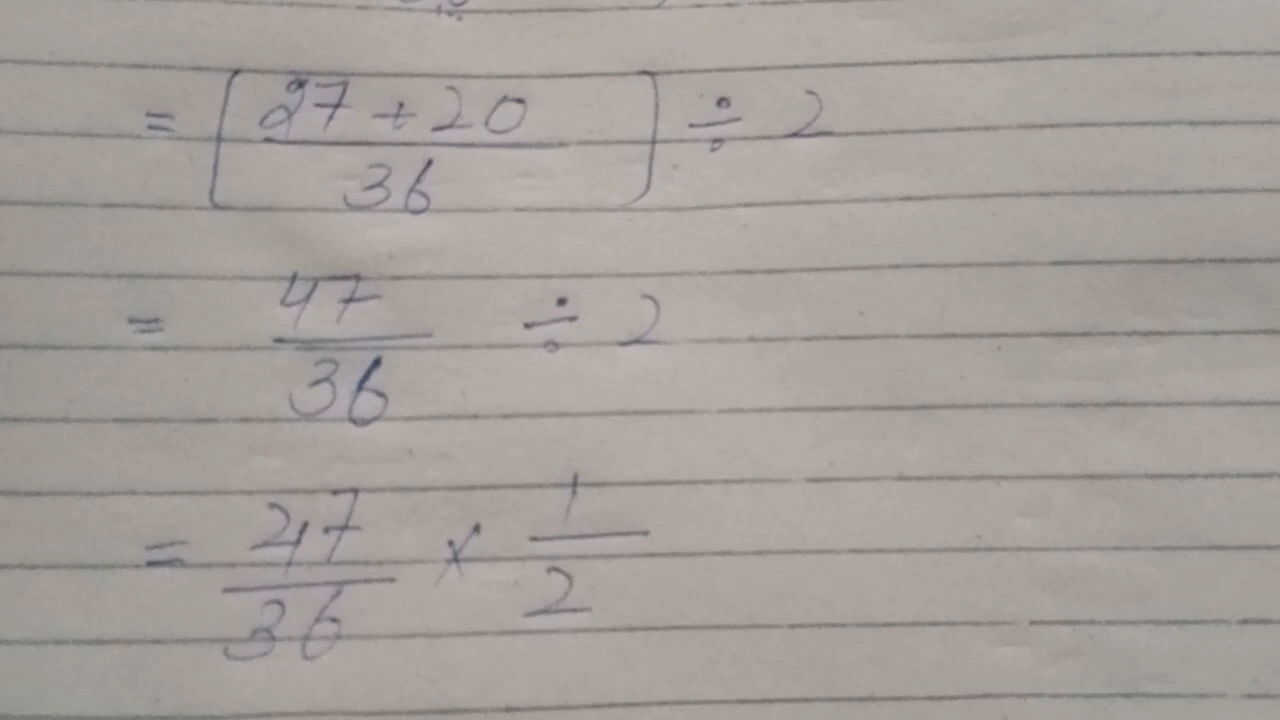 = [ (27 + 20) / 36 ] ÷ 2
= 47/36 ÷ 2
= 47/36 × 1/2